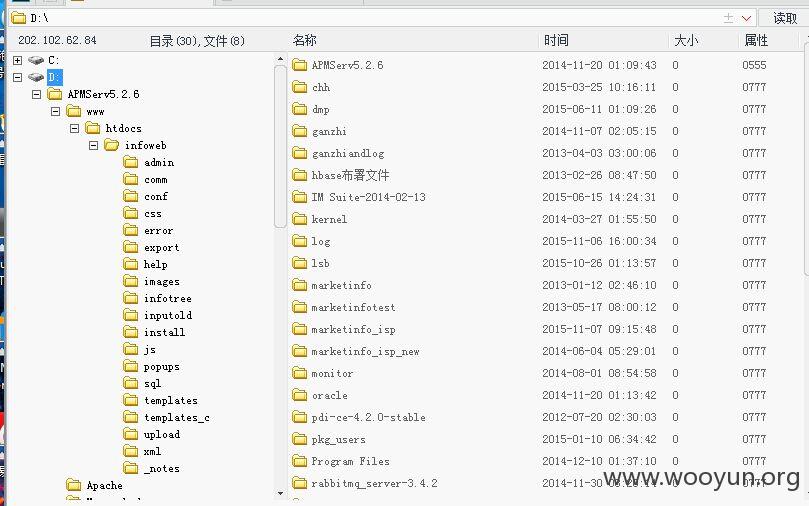 D:\ 读取
202.102.62.84 目录(30),文件(8) 名称 时间 大小 属性
C:
D:
APMServ5.2.6
www
htdocs
infoweb
admin
comm
conf
css
error
export
help
images
infotree
inputold
install
js
popups
sql
templates
templates_c
upload
xml
_notes
Apache
APMServ5.2.6 2014-11-20 01:09:43 0 0555
chh 2015-03-25 10:16:11 0 0777
dmp 2015-06-11 01:09:26 0 0777
ganzhi 2014-11-07 02:05:15 0 0777
ganzhiandlog 2013-04-03 03:00:06 0 0777
hbase布署文件 2013-02-26 08:47:50 0 0777
IM Suite-2014-02-13 2015-06-15 14:24:31 0 0777
kernel 2014-03-27 01:55:50 0 0777
log 2015-11-06 16:00:34 0 0777
lsb 2015-10-26 01:13:57 0 0777
marketinfo 2013-01-12 02:46:10 0 0777
marketinfotest 2013-05-17 08:00:12 0 0777
marketinfo_isp 2015-11-07 09:15:48 0 0777
marketinfo_isp_new 2014-06-04 05:29:01 0 0777
monitor 2014-08-01 08:54:58 0 0777
oracle 2014-11-20 01:13:42 0 0777
pdi-ce-4.2.0-stable 2012-07-20 02:30:03 0 0777
pkg_users 2015-01-10 06:34:42 0 0777
Program Files 2014-12-10 01:37:10 0 0777
rabbitmq_server-3.4.2 2014-11-30 0 0777
www.wooyun.org